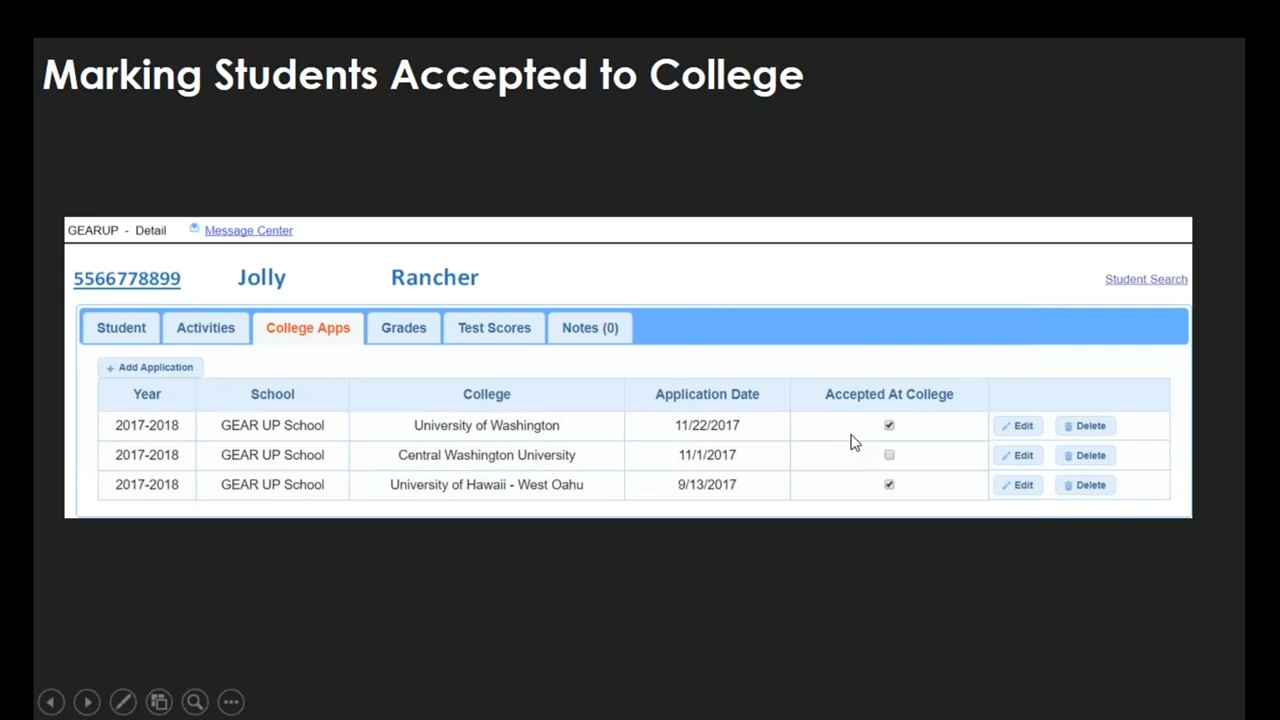 Marking Students Accepted to College
GEARUP - Detail Message Center
5566778899 Jolly Rancher Student Search
Student Activities College Apps Grades Test Scores Notes (0)
+ Add Application
Year School College Application Date Accepted At College
2017-2018 GEAR UP School University of Washington 11/22/2017 Edit Delete
2017-2018 GEAR UP School Central Washington University 11/1/2017 Edit Delete
2017-2018 GEAR UP School University of Hawaii - West Oahu 9/13/2017 Edit Delete